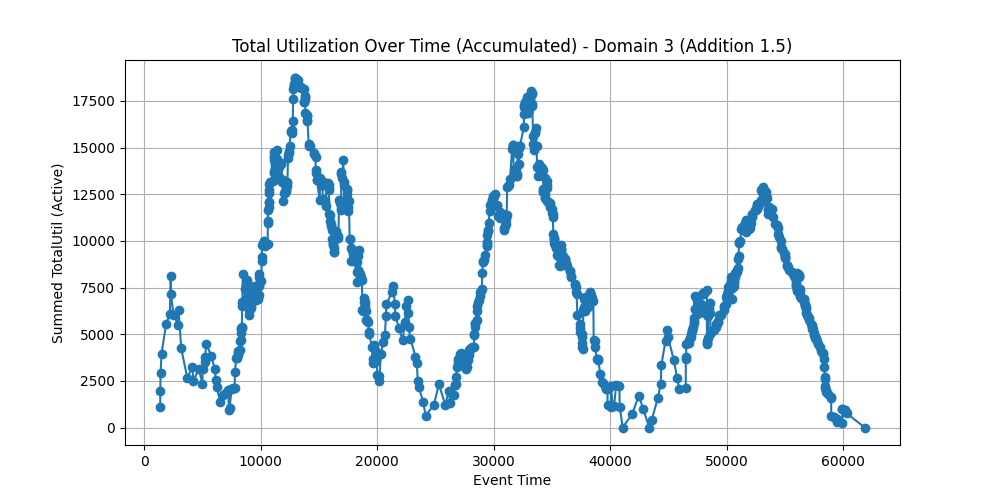 Total Utilization Over Time (Accumulated) - Domain 3 (Addition 1.5)
Summed TotalUtil (Active)
17500
15000
12500
10000
7500
5000
2500
0
0 10000 20000 30000 40000 50000 60000
Event Time